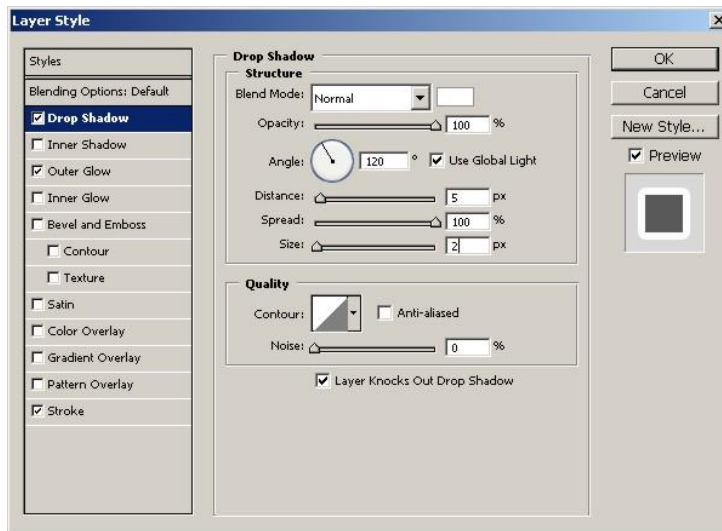 Layer Style
Styles
Blending Options: Default
Drop Shadow
Inner Shadow
Outer Glow
Inner Glow
Bevel and Emboss
Contour
Texture
Satin
Color Overlay
Gradient Overlay
Pattern Overlay
Stroke
Drop Shadow
Structure
Blend Mode: Normal
Opacity: 100 %
Angle: 120 ° Use Global Light
Distance: 5 px
Spread: 100 %
Size: 2 px
Quality
Contour: Anti-aliased
Noise: 0 %
Layer Knocks Out Drop Shadow
OK
Cancel
New Style...
Preview